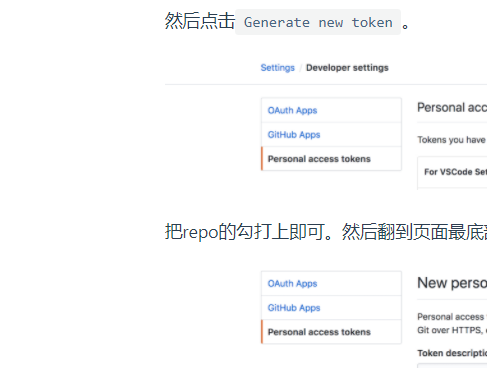 然后点击 Generate new token 。
Settings / Developer settings
OAuth Apps
GitHub Apps
Personal access tokens
Personal acc
Tokens you have
For VSCode Set
把repo的勾打上即可。然后翻到页面最底
OAuth Apps
GitHub Apps
Personal access tokens
New perso
Personal access
Git over HTTPS,
Token descriptio